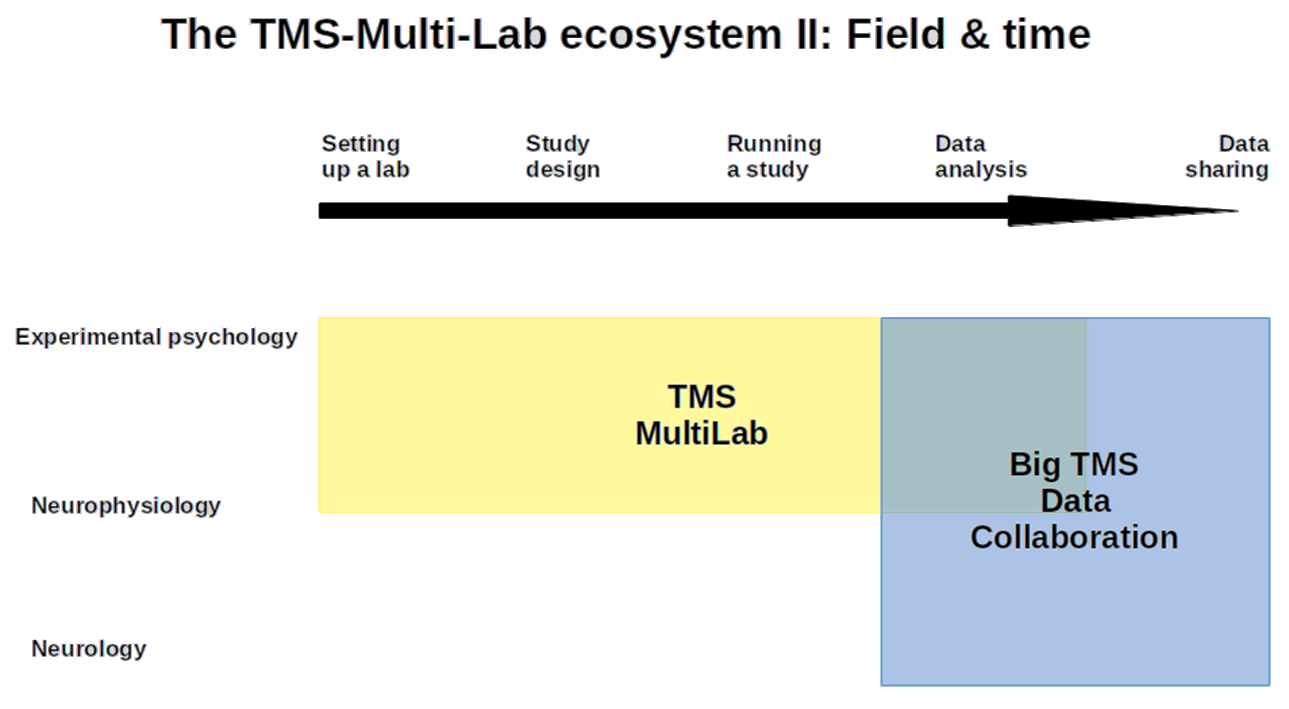 The TMS-Multi-Lab ecosystem II: Field & time
Setting
up a lab
Study
design
Running
a study
Data
analysis
Data
sharing
Experimental psychology
TMS
MultiLab
Big TMS
Data
Collaboration
Neurophysiology
Neurology